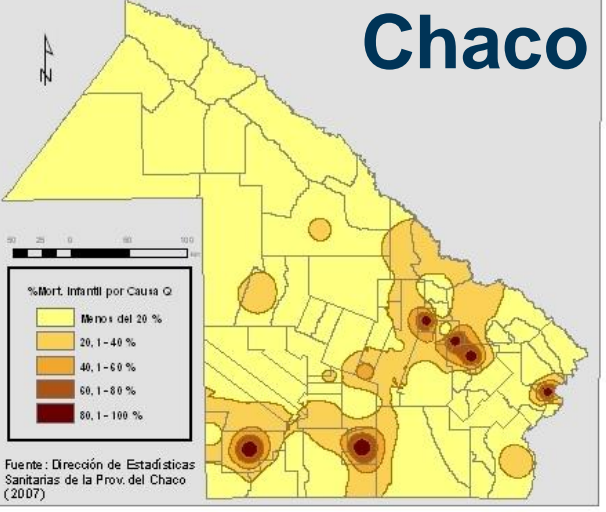 Chaco
N
50 25 0 50 100
km
%Mort. Infantil por Causa Q
Menos del 20 %
20,1-40 %
40,1-60 %
60,1-80 %
80,1-100 %
Fuente: Dirección de Estadísticas
Sanitarias de la Prov. del Chaco
(2007)